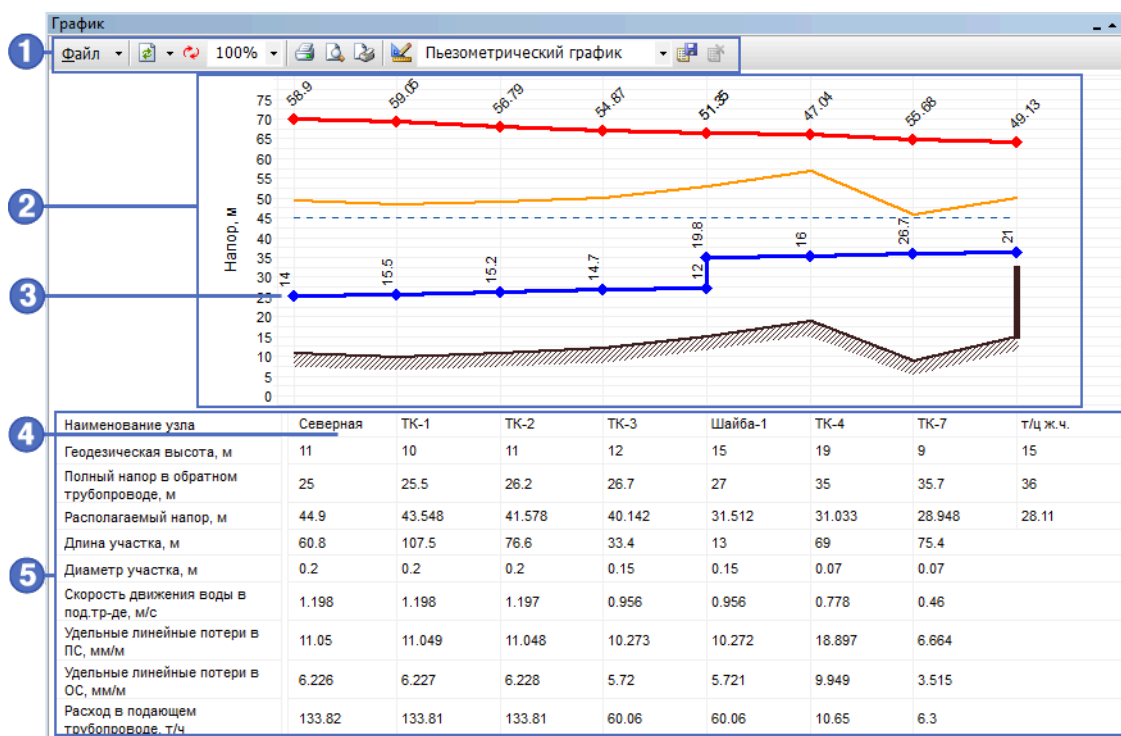 График
1
Файл
100%
Пьезометрический график
2
3
4
5
Напор, м
75
70
65
60
55
50
45
40
35
30
25
20
15
10
5
0
58.9 59.05 56.79 54.87 51.35 47.04 55.68 49.13
14 15.5 15.2 14.7 12 19.8 16 26.7 21
Наименование узла Северная ТК-1 ТК-2 ТК-3 Шайба-1 ТК-4 ТК-7 т/ц ж.ч.
Геодезическая высота, м 11 10 11 12 15 19 9 15
Полный напор в обратном
трубопроводе, м 25 25.5 26.2 26.7 27 35 35.7 36
Располагаемый напор, м 44.9 43.548 41.578 40.142 31.512 31.033 28.948 28.11
Длина участка, м 60.8 107.5 76.6 33.4 13 69 75.4
Диаметр участка, м 0.2 0.2 0.2 0.15 0.15 0.07 0.07
Скорость движения воды в
под.тр-де, м/с 1.198 1.198 1.197 0.956 0.956 0.778 0.46
Удельные линейные потери в
ПС, мм/м 11.05 11.049 11.048 10.273 10.272 18.897 6.664
Удельные линейные потери в
ОС, мм/м 6.226 6.227 6.228 5.72 5.721 9.949 3.515
Расход в подающем
трубопроводе, т/ч 133.82 133.81 133.81 60.06 60.06 10.65 6.3